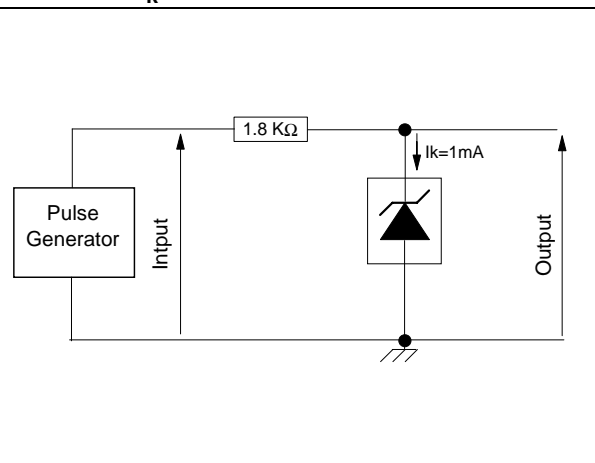 K
1.8 KΩ
Ik=1mA
Pulse
Generator
Intput
Output